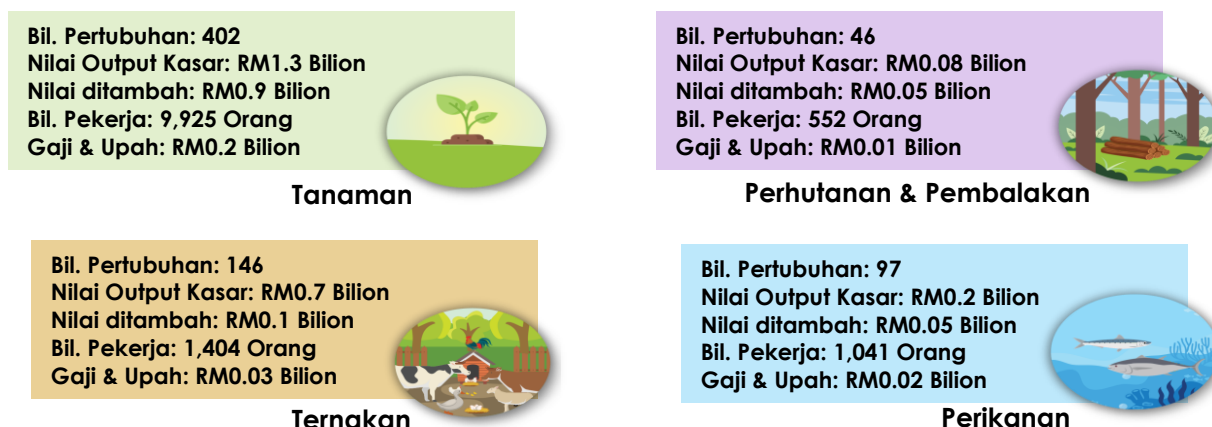 Bil. Pertubuhan: 402
Nilai Output Kasar: RM1.3 Bilion
Nilai ditambah: RM0.9 Bilion
Bil. Pekerja: 9,925 Orang
Gaji & Upah: RM0.2 Bilion
Tanaman
Bil. Pertubuhan: 46
Nilai Output Kasar: RM0.08 Bilion
Nilai ditambah: RM0.05 Bilion
Bil. Pekerja: 552 Orang
Gaji & Upah: RM0.01 Bilion
Perhutanan & Pembalakan
Bil. Pertubuhan: 146
Nilai Output Kasar: RM0.7 Bilion
Nilai ditambah: RM0.1 Bilion
Bil. Pekerja: 1,404 Orang
Gaji & Upah: RM0.03 Bilion
Ternakan
Bil. Pertubuhan: 97
Nilai Output Kasar: RM0.2 Bilion
Nilai ditambah: RM0.05 Bilion
Bil. Pekerja: 1,041 Orang
Gaji & Upah: RM0.02 Bilion
Perikanan